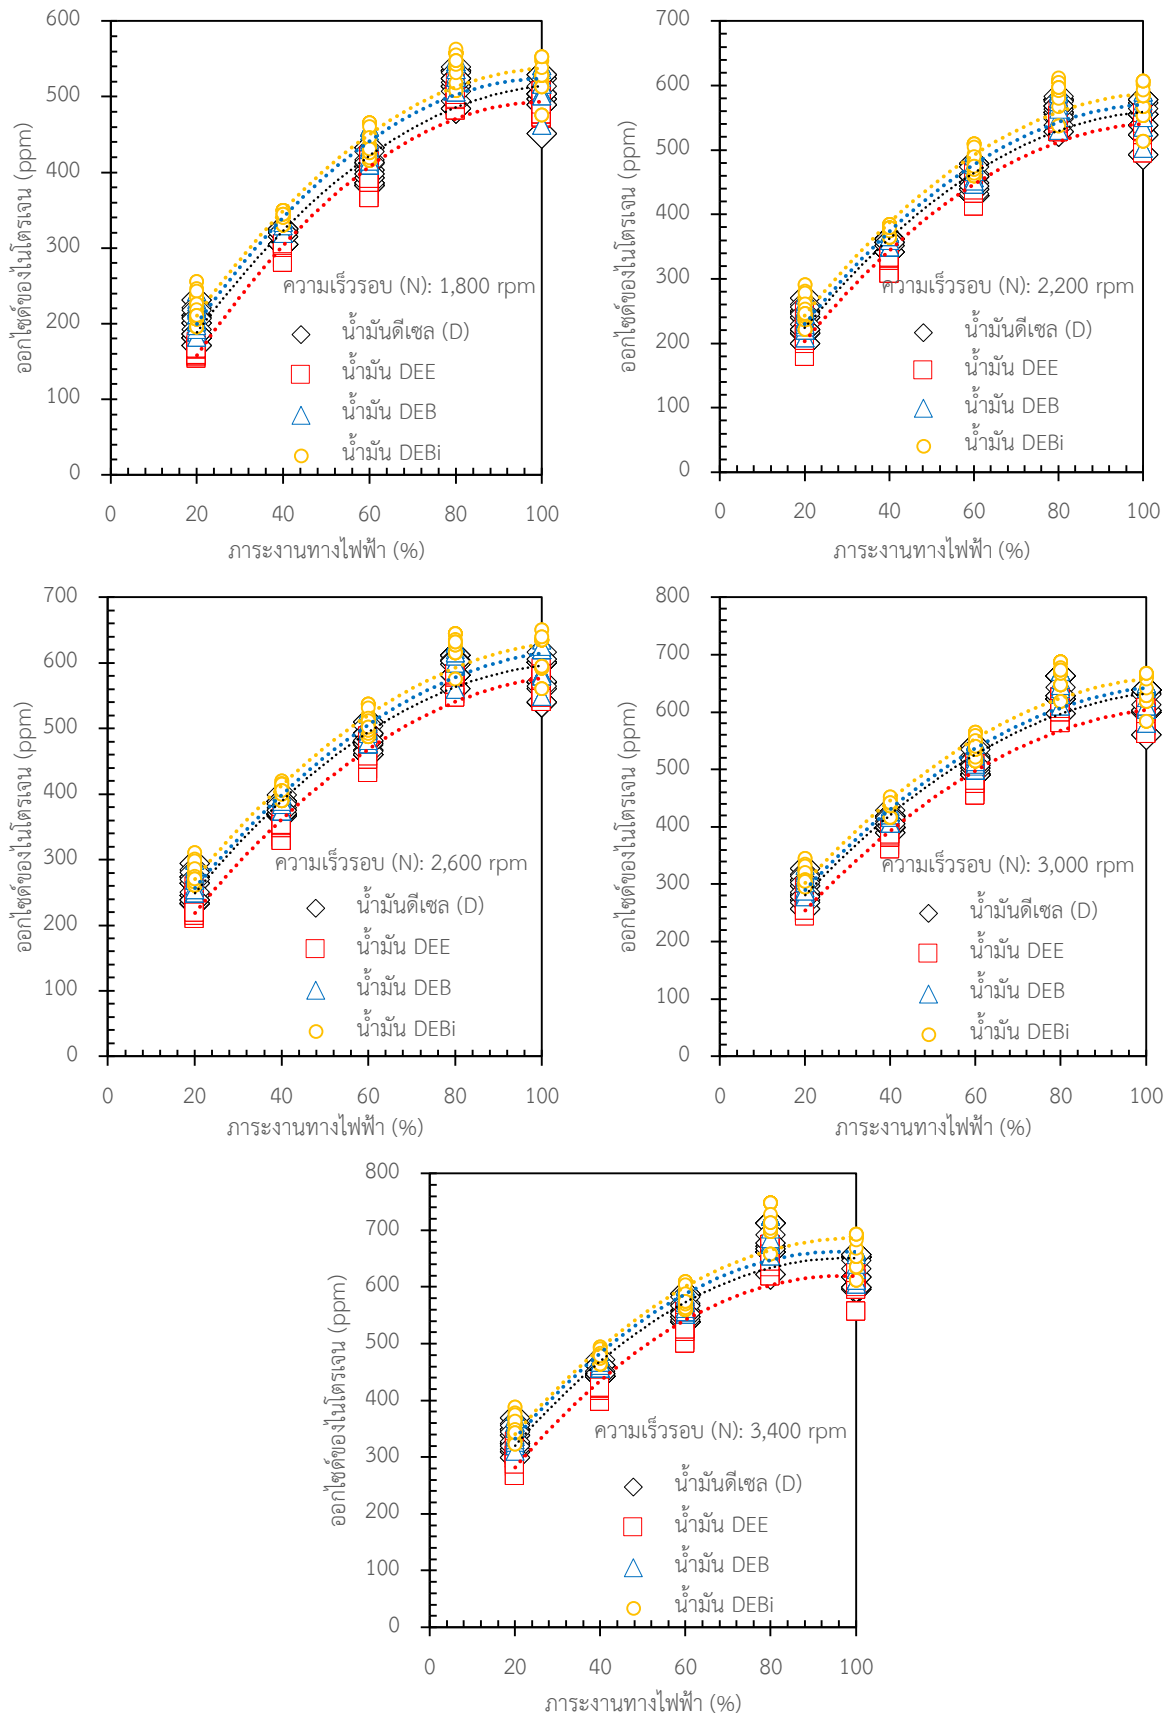 600
500
400
300
200
100
0
ออกไซด์ของไนโตรเจน (ppm)
ความเร็วรอบ (N): 1,800 rpm
น้ำมันดีเซล (D)
น้ำมัน DEE
น้ำมัน DEB
น้ำมัน DEBi
0 20 40 60 80 100
ภาระงานทางไฟฟ้า (%)
700
600
500
400
300
200
100
0
ออกไซด์ของไนโตรเจน (ppm)
ความเร็วรอบ (N): 2,200 rpm
น้ำมันดีเซล (D)
น้ำมัน DEE
น้ำมัน DEB
น้ำมัน DEBi
0 20 40 60 80 100
ภาระงานทางไฟฟ้า (%)
700
600
500
400
300
200
100
0
ออกไซด์ของไนโตรเจน (ppm)
ความเร็วรอบ (N): 2,600 rpm
น้ำมันดีเซล (D)
น้ำมัน DEE
น้ำมัน DEB
น้ำมัน DEBi
0 20 40 60 80 100
ภาระงานทางไฟฟ้า (%)
800
700
600
500
400
300
200
100
0
ออกไซด์ของไนโตรเจน (ppm)
ความเร็วรอบ (N): 3,000 rpm
น้ำมันดีเซล (D)
น้ำมัน DEE
น้ำมัน DEB
น้ำมัน DEBi
0 20 40 60 80 100
ภาระงานทางไฟฟ้า (%)
800
700
600
500
400
300
200
100
0
ออกไซด์ของไนโตรเจน (ppm)
ความเร็วรอบ (N): 3,400 rpm
น้ำมันดีเซล (D)
น้ำมัน DEE
น้ำมัน DEB
น้ำมัน DEBi
0 20 40 60 80 100
ภาระงานทางไฟฟ้า (%)